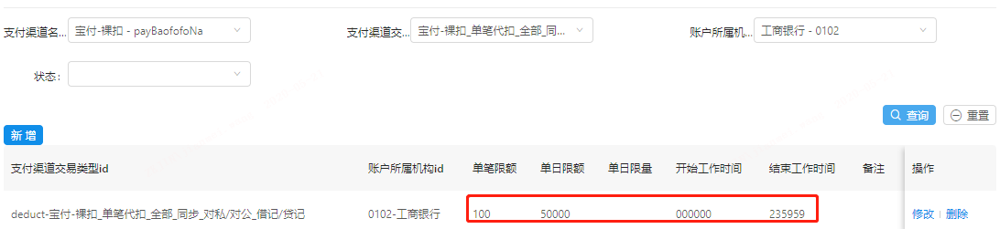 支付渠道名... 宝付-裸扣 - payBaofofoNa 支付渠道交... 宝付-裸扣_单笔代扣_全部_同... 账户所属机... 工商银行 - 0102
状态：
查询 重置
新 增
支付渠道交易类型id 账户所属机构id 单笔限额 单日限额 单日限量 开始工作时间 结束工作时间 备注 操作
deduct-宝付-裸扣_单笔代扣_全部_同步_对私/对公_借记/贷记 0102-工商银行 100 50000 000000 235959 修改 删除